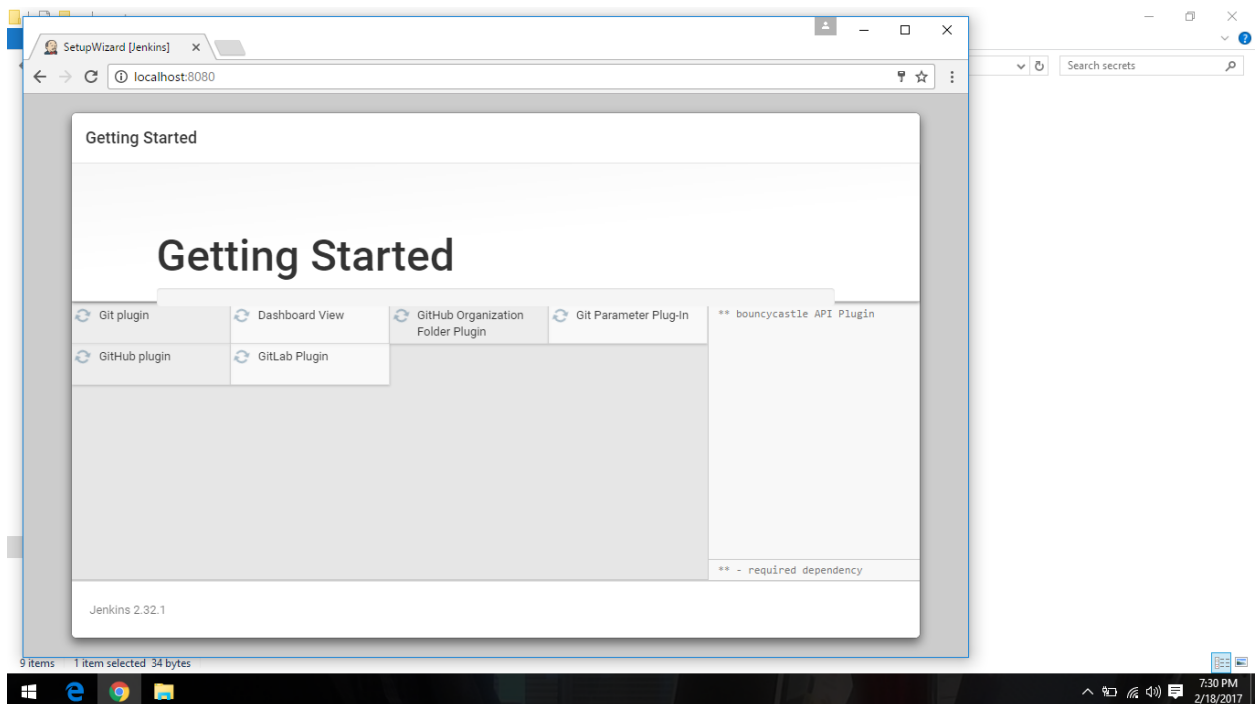 SetupWizard [Jenkins]
localhost:8080
Search secrets
Getting Started
Getting Started
Git plugin
Dashboard View
GitHub Organization
Folder Plugin
Git Parameter Plug-In
** bouncycastle API Plugin
GitHub plugin
GitLab Plugin
** - required dependency
Jenkins 2.32.1
9 items 1 item selected 34 bytes
7:30 PM
2/18/2017